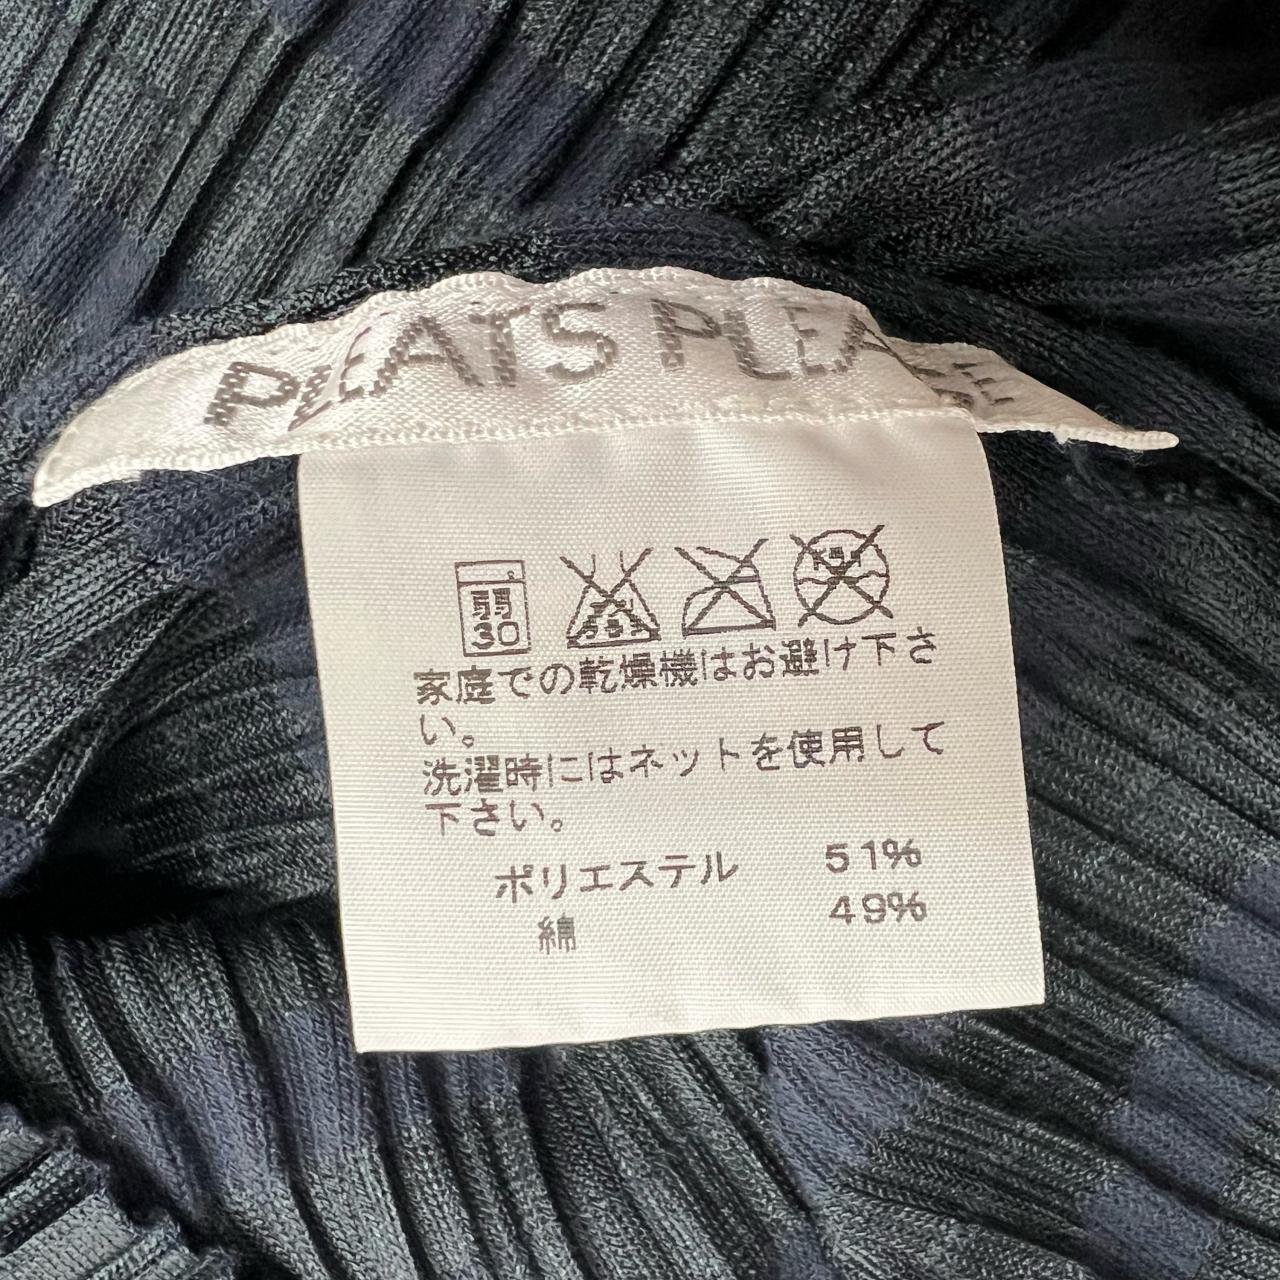 PLEATS PLEASE
弱
30
家庭での乾燥機はお避け下さ
い。
洗濯時にはネットを使用して
下さい。
ポリエステル 51%
綿 49%